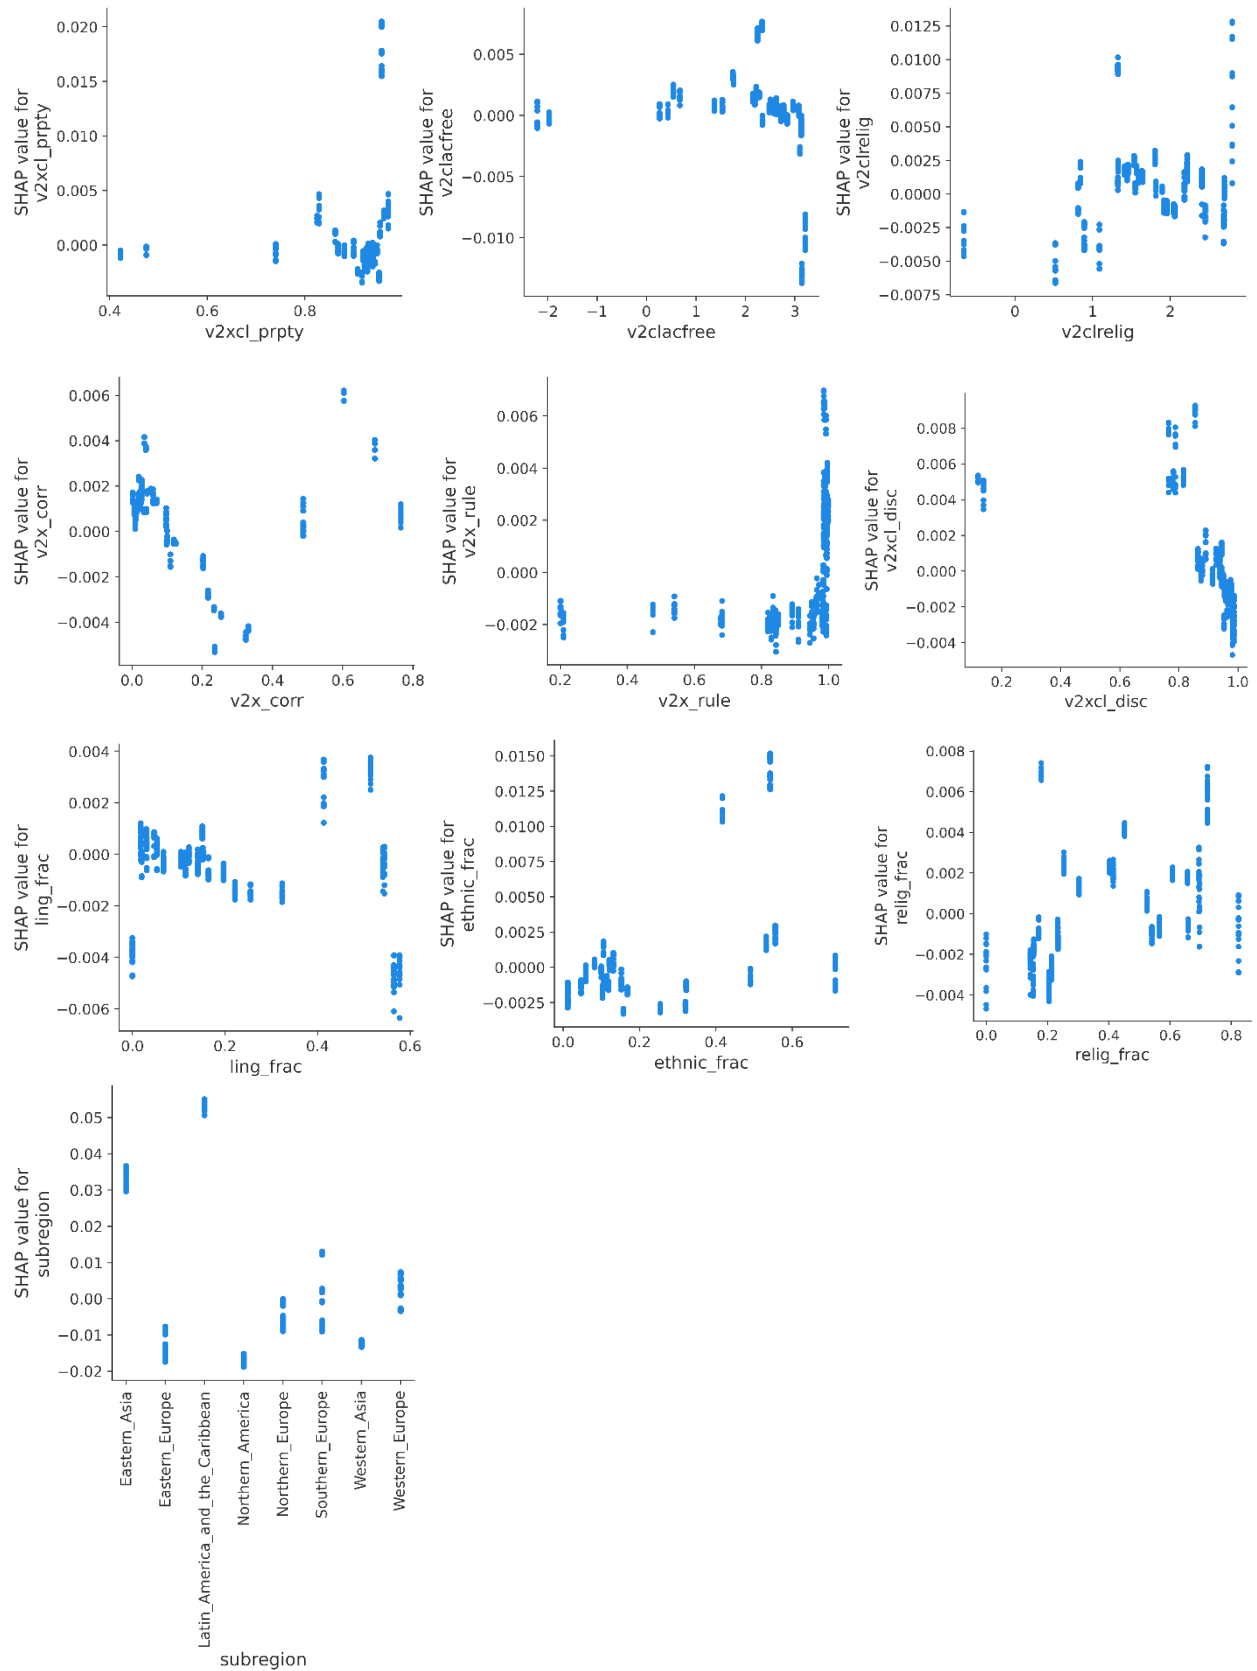 SHAP value for
v2xcl_prpty
0.020
0.015
0.010
0.005
0.000
0.4
0.6
0.8
v2xcl_prpty
SHAP value for
v2clacfree
0.005
0.000
−0.005
−0.010
−2
−1
0
1
2
3
v2clacfree
SHAP value for
v2clrelig
0.0125
0.0100
0.0075
0.0050
0.0025
0.0000
−0.0025
−0.0050
−0.0075
0
1
2
v2clrelig
SHAP value for
v2x_corr
0.006
0.004
0.002
0.000
−0.002
−0.004
0.0
0.2
0.4
0.6
0.8
v2x_corr
SHAP value for
v2x_rule
0.006
0.004
0.002
0.000
−0.002
0.2
0.4
0.6
0.8
1.0
v2x_rule
SHAP value for
v2xcl_disc
0.008
0.006
0.004
0.002
0.000
−0.002
−0.004
0.2
0.4
0.6
0.8
1.0
v2xcl_disc
SHAP value for
ling_frac
0.004
0.002
0.000
−0.002
−0.004
−0.006
0.0
0.2
0.4
0.6
ling_frac
SHAP value for
ethnic_frac
0.0150
0.0125
0.0100
0.0075
0.0050
0.0025
0.0000
−0.0025
0.0
0.2
0.4
0.6
ethnic_frac
SHAP value for
relig_frac
0.008
0.006
0.004
0.002
0.000
−0.002
−0.004
0.0
0.2
0.4
0.6
0.8
relig_frac
SHAP value for
subregion
0.05
0.04
0.03
0.02
0.01
0.00
−0.01
−0.02
Eastern_Asia
Eastern_Europe
Latin_America_and_the_Caribbean
Northern_America
Northern_Europe
Southern_Europe
Western_Asia
Western_Europe
subregion